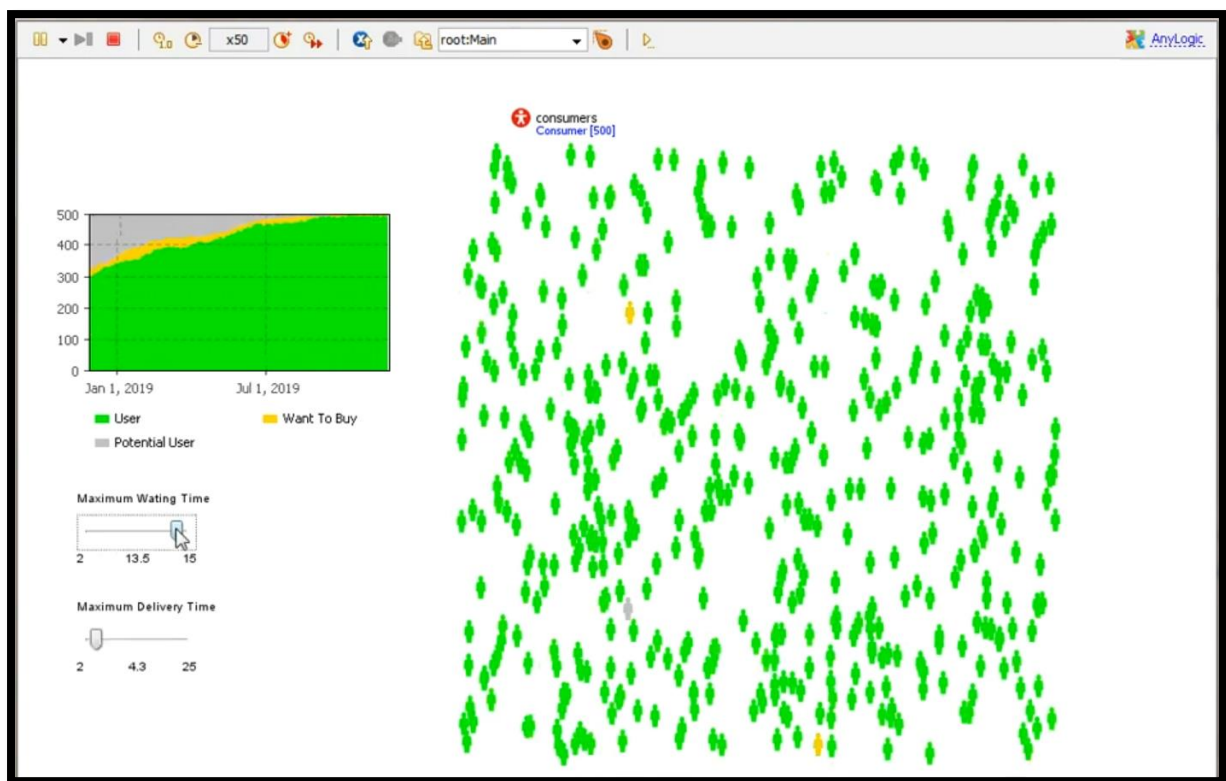 x50
root:Main
AnyLogic
consumers
Consumer [500]
500
400
300
200
100
0
Jan 1, 2019
Jul 1, 2019
User
Want To Buy
Potential User
Maximum Wating Time
2 13.5 15
Maximum Delivery Time
2 4.3 25